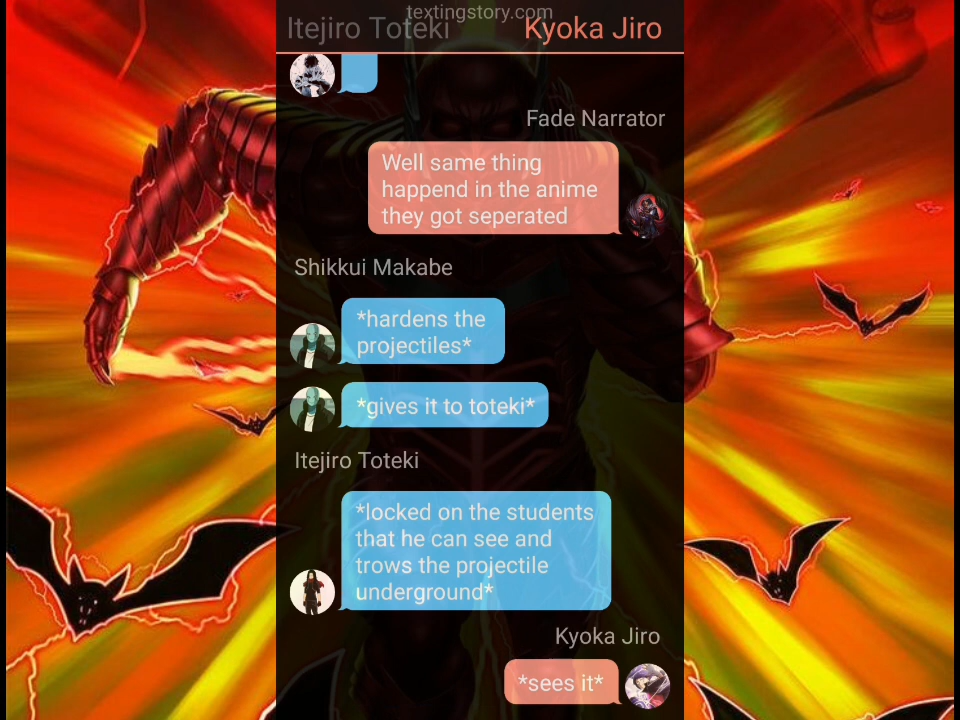 textingstory.com
Itejiro Toteki
Kyoka Jiro
Fade Narrator
Well same thing
happend in the anime
they got seperated
Shikkui Makabe
*hardens the
projectiles*
*gives it to toteki*
Itejiro Toteki
*locked on the students
that he can see and
trows the projectile
underground*
Kyoka Jiro
*sees it*